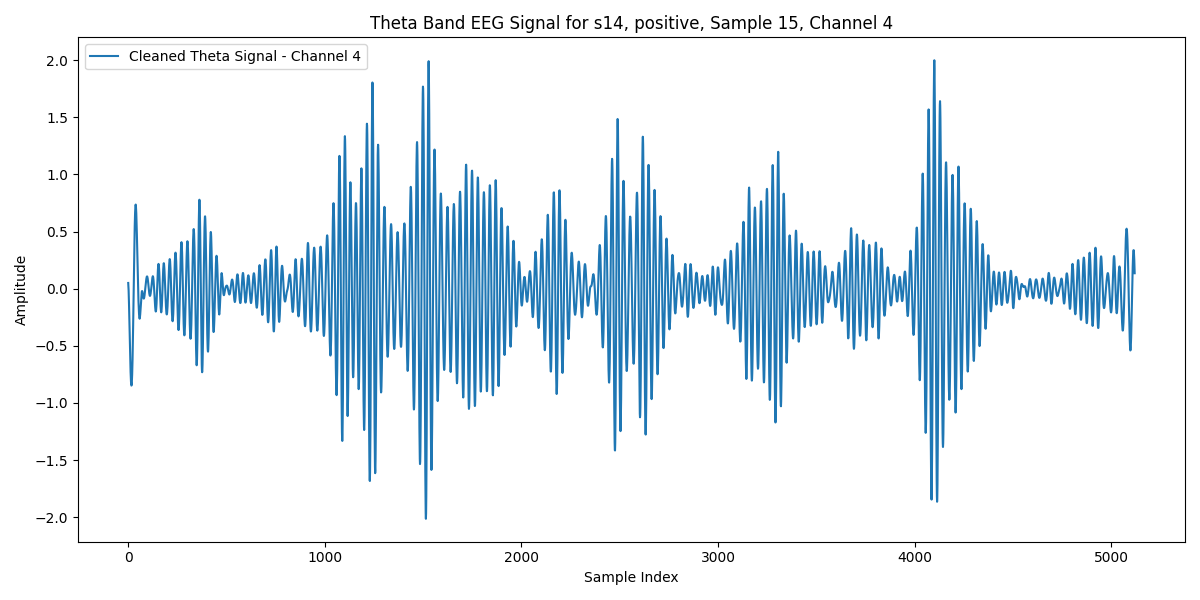 Theta Band EEG Signal for s14, positive, Sample 15, Channel 4
Cleaned Theta Signal - Channel 4
2.0
1.5
1.0
0.5
0.0
−0.5
−1.0
−1.5
−2.0
Amplitude
0 1000 2000 3000 4000 5000
Sample Index